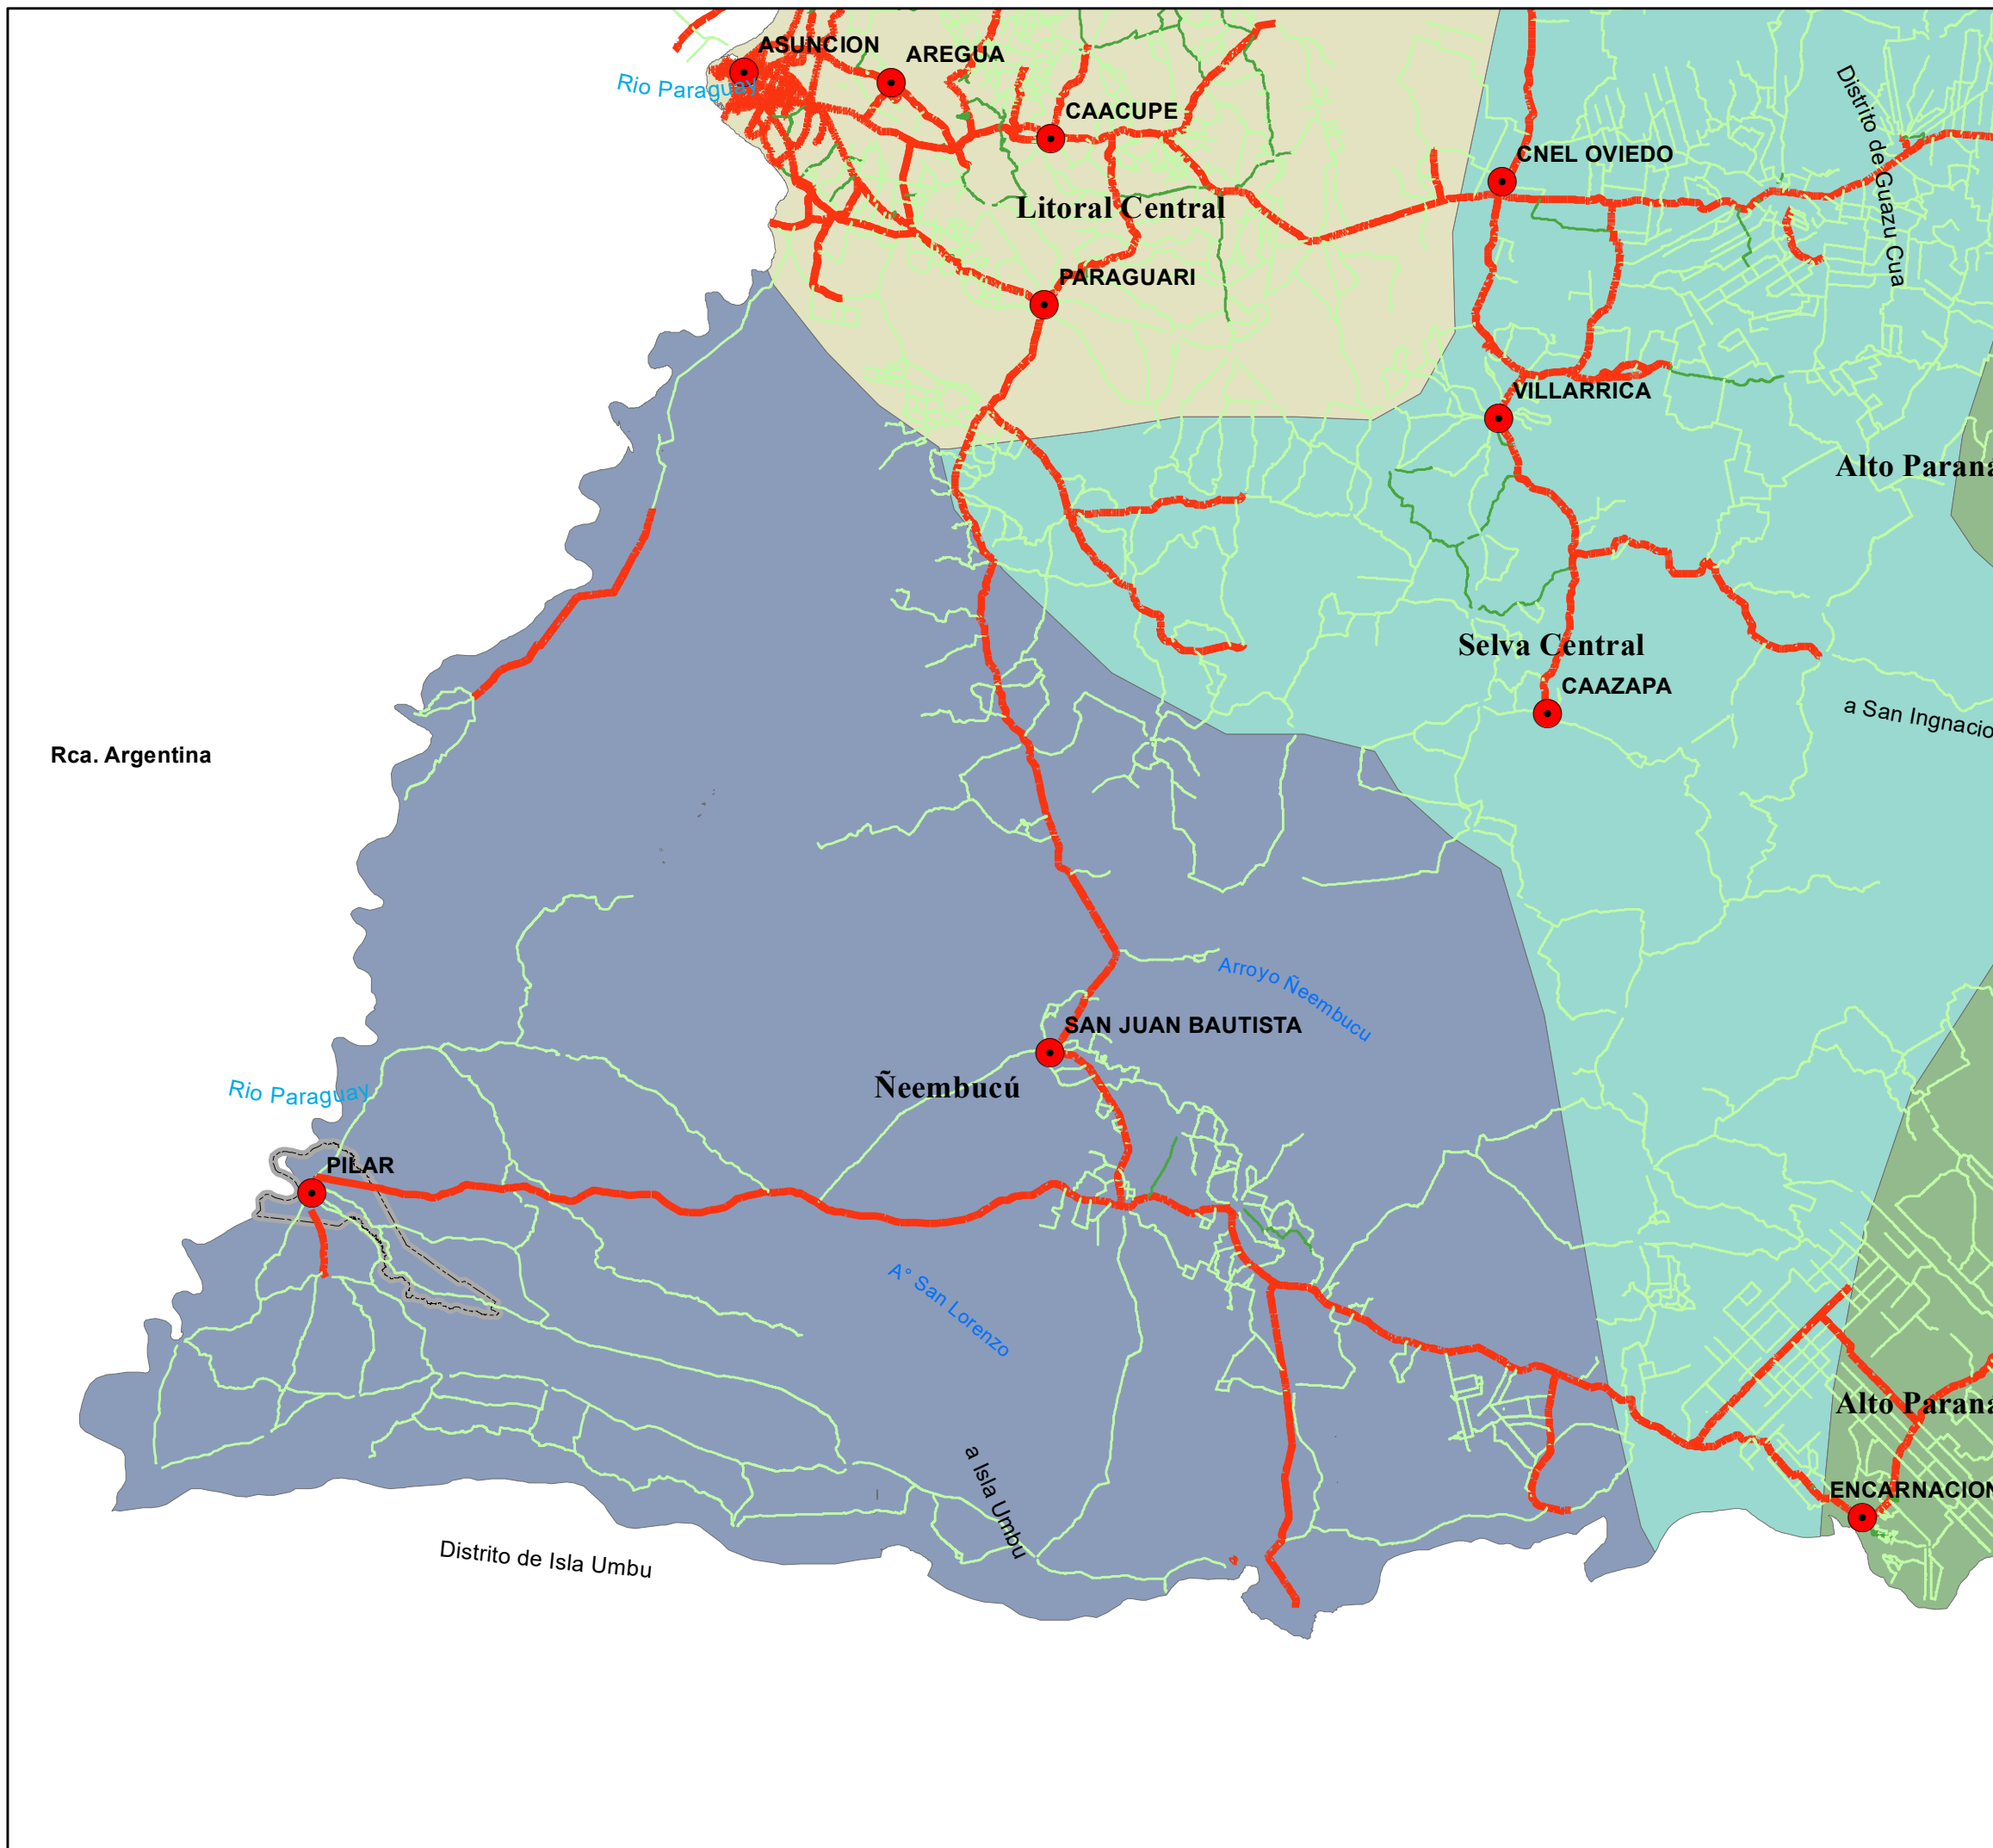 ASUNCION
AREGUA
Rio Paraguay
CAACUPE
Distrito de Guazu Cua
CNEL OVIEDO
Litoral Central
PARAGUARI
VILLARRICA
Alto Parana
Selva Central
CAAZAPA
a San Ingnacio
Rca. Argentina
Arroyo Ñeembucu
SAN JUAN BAUTISTA
Ñeembucú
Rio Paraguay
PILAR
A° San Lorenzo
Alto Parana
a Isla Umbu
ENCARNACION
Distrito de Isla Umbu